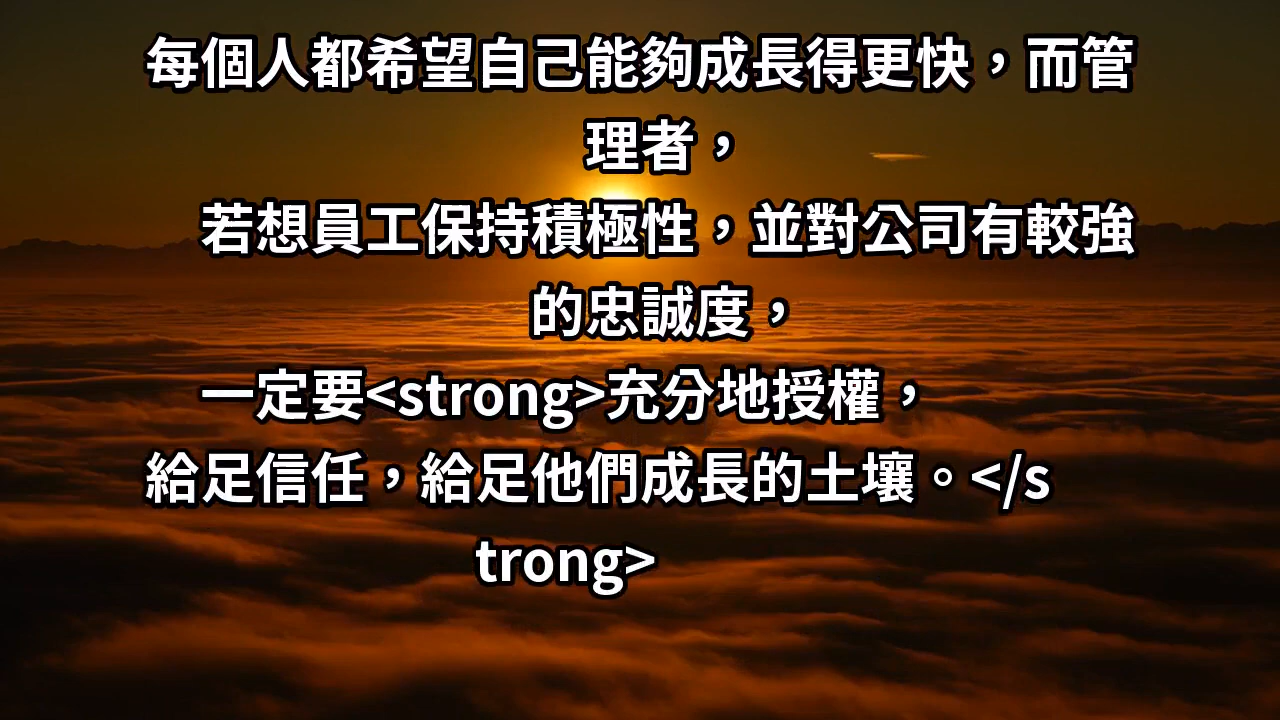 每個人都希望自己能夠成長得更快，而管
理者，
若想員工保持積極性，並對公司有較強
的忠誠度，
一定要<strong>充分地授權，
給足信任，給足他們成長的土壤。</s
trong>